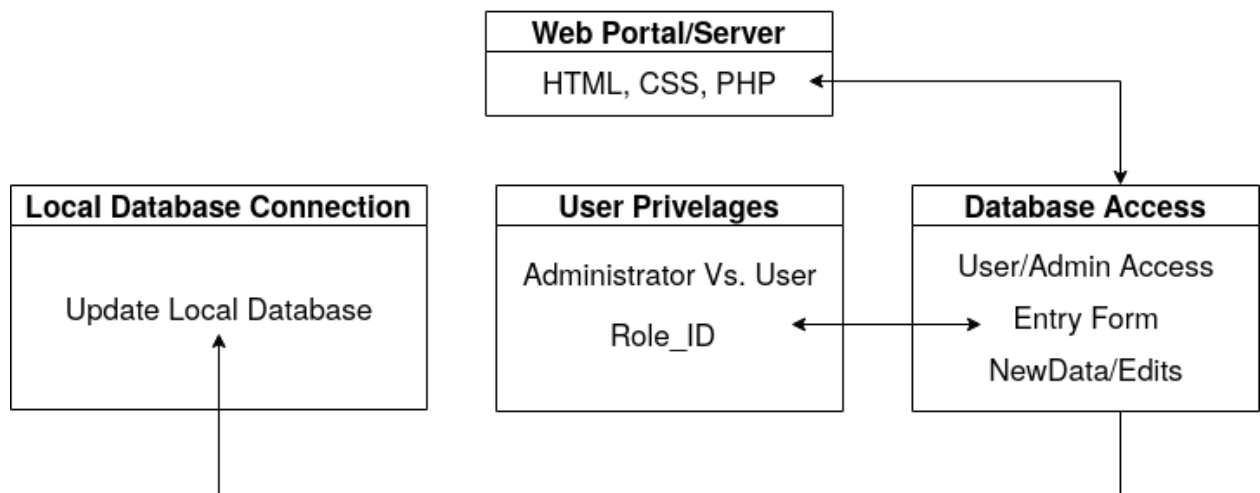 Web Portal/Server
HTML, CSS, PHP
Local Database Connection
Update Local Database
User Privelages
Administrator Vs. User
Role_ID
Database Access
User/Admin Access
Entry Form
NewData/Edits